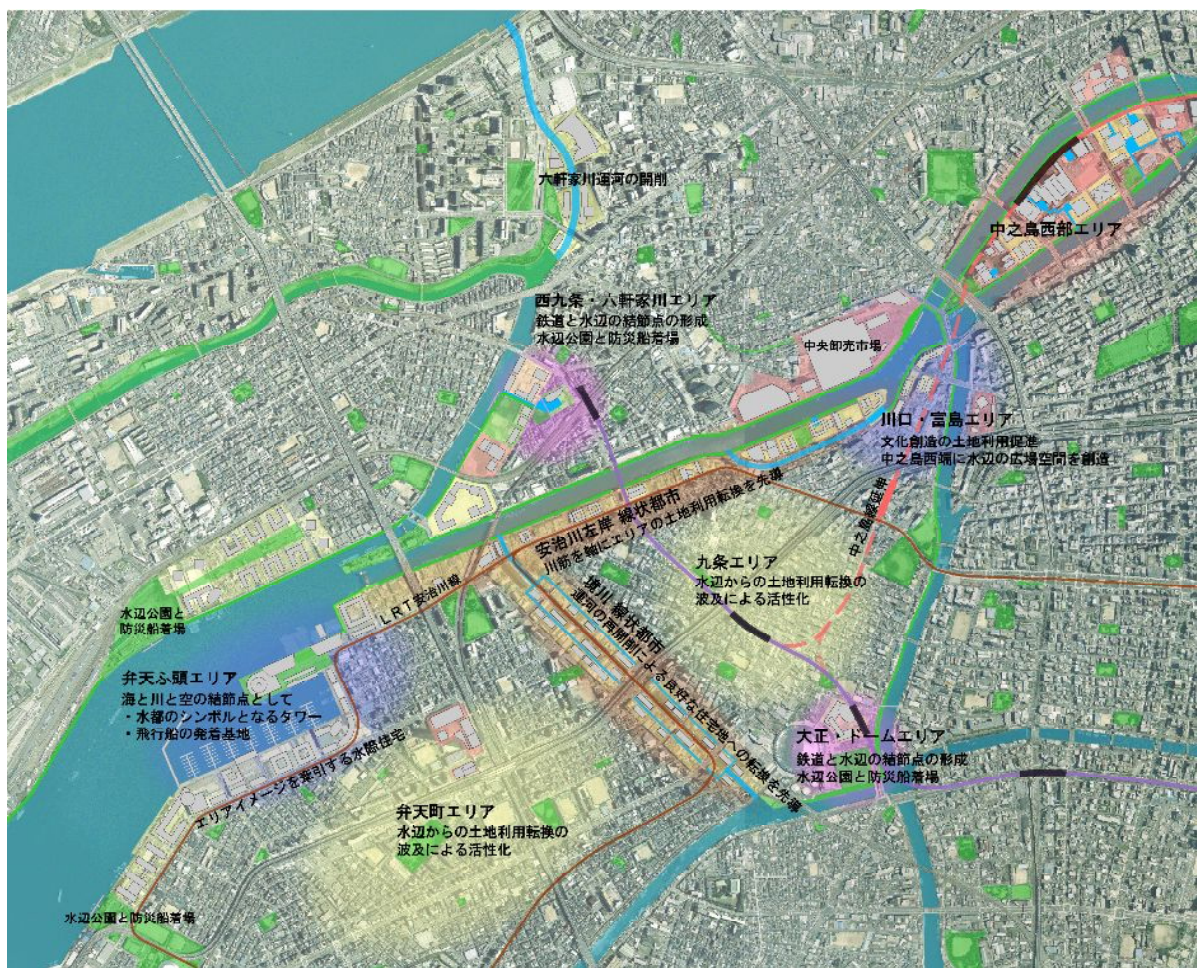 六軒家川運河の開削
中之島西部エリア
西九条・六軒家川エリア
鉄道と水辺の結節点の形成
水辺公園と防災船着場
中央卸売市場
川口・富島エリア
文化創造の土地利用促進
中之島西端に水辺の広場空間を創造
中之島線延伸
安治川左岸 線状都市
川筋を軸にエリアの土地利用転換を先導
九条エリア
水辺からの土地利用転換の
波及による活性化
LRT安治川線
境川 線状都市
運河の再開削による良好な住宅地への転換を先導
水辺公園と
防災船着場
弁天ふ頭エリア
海と川と空の結節点として
・水都のシンボルとなるタワー
・飛行船の発着基地
エリアイメージを牽引する水際住宅
大正・ドームエリア
鉄道と水辺の結節点の形成
水辺公園と防災船着場
弁天町エリア
水辺からの土地利用転換の
波及による活性化
水辺公園と防災船着場